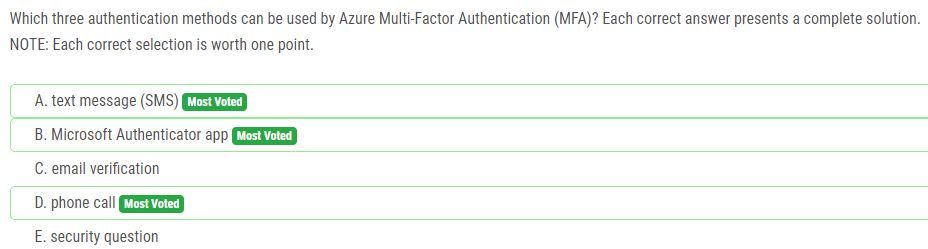 Which three authentication methods can be used by Azure Multi-Factor Authentication (MFA)? Each correct answer presents a complete solution.
NOTE: Each correct selection is worth one point.
A. text message (SMS) Most Voted
B. Microsoft Authenticator app Most Voted
C. email verification
D. phone call Most Voted
E. security question